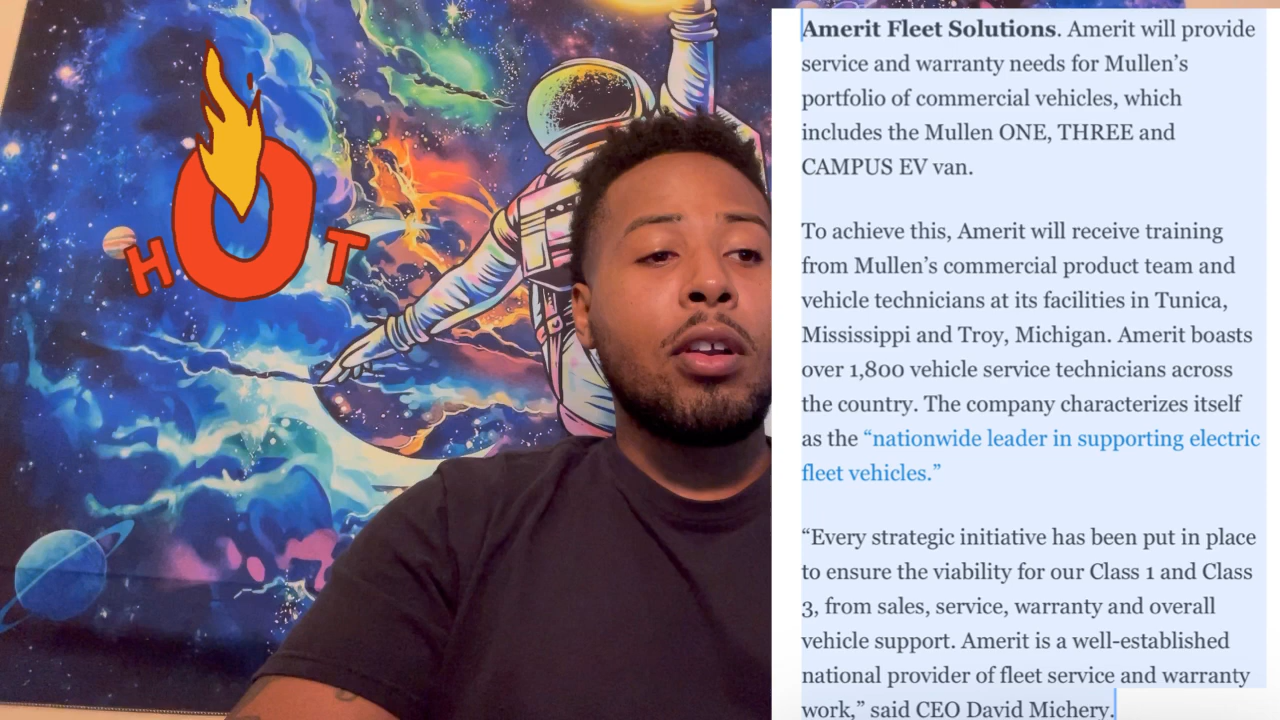 HOT
Amerit Fleet Solutions. Amerit will provide
service and warranty needs for Mullen’s
portfolio of commercial vehicles, which
includes the Mullen ONE, THREE and
CAMPUS EV van.
To achieve this, Amerit will receive training
from Mullen’s commercial product team and
vehicle technicians at its facilities in Tunica,
Mississippi and Troy, Michigan. Amerit boasts
over 1,800 vehicle service technicians across
the country. The company characterizes itself
as the “nationwide leader in supporting electric
fleet vehicles.”
“Every strategic initiative has been put in place
to ensure the viability for our Class 1 and Class
3, from sales, service, warranty and overall
vehicle support. Amerit is a well-established
national provider of fleet service and warranty
work,” said CEO David Michery.